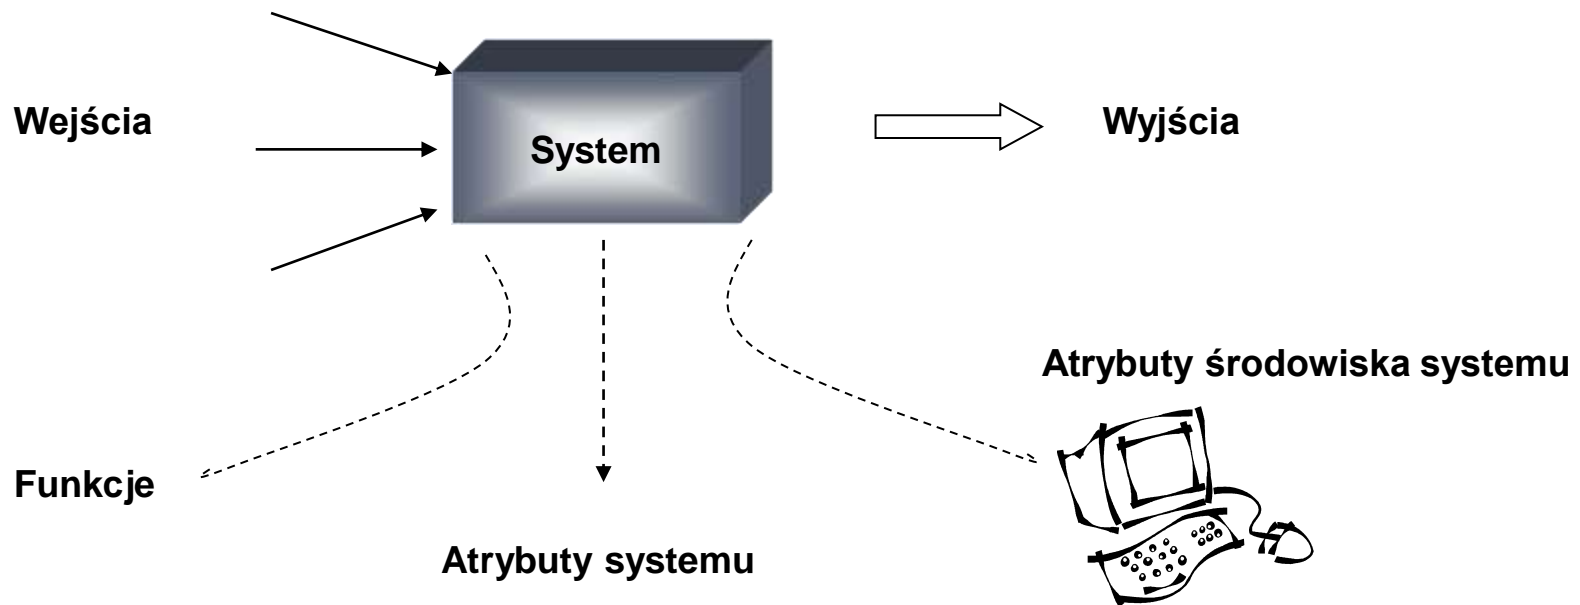 Wejścia
System
Wyjścia
Atrybuty środowiska systemu
Funkcje
Atrybuty systemu